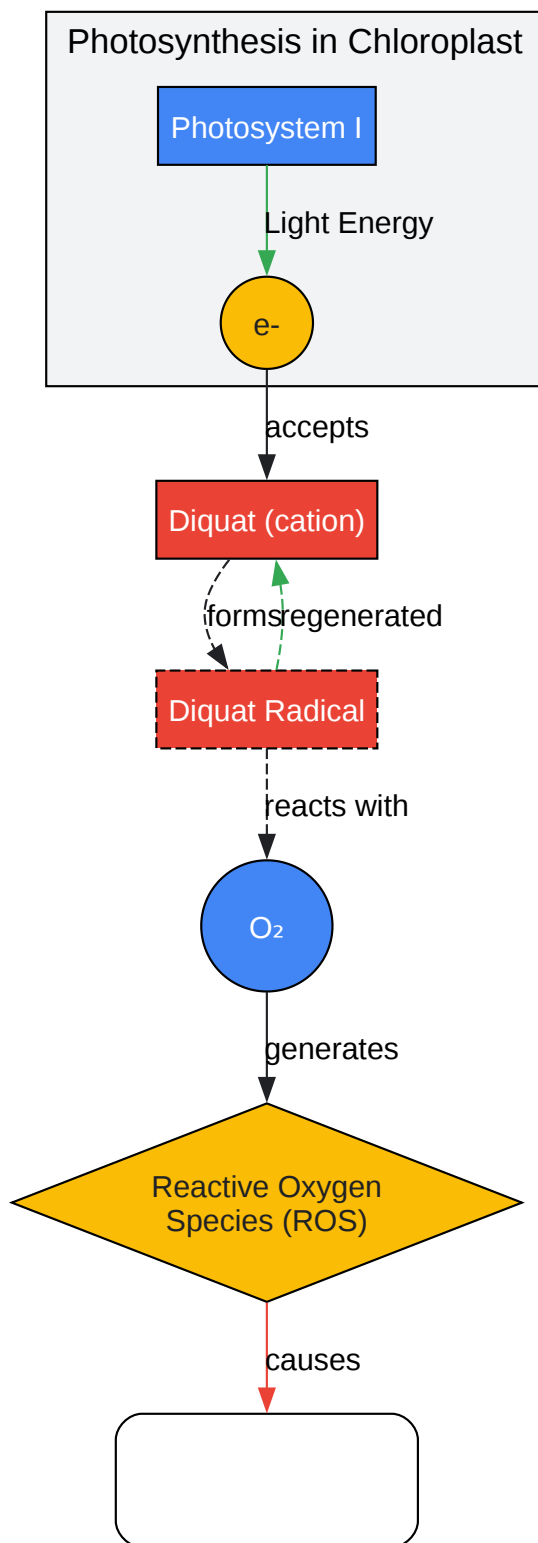 Photosynthesis in Chloroplast
Photosystem I
Light Energy
e-
accepts
Diquat (cation)
forms
regenerated
Diquat Radical
reacts with
O₂
generates
Reactive Oxygen
Species (ROS)
causes